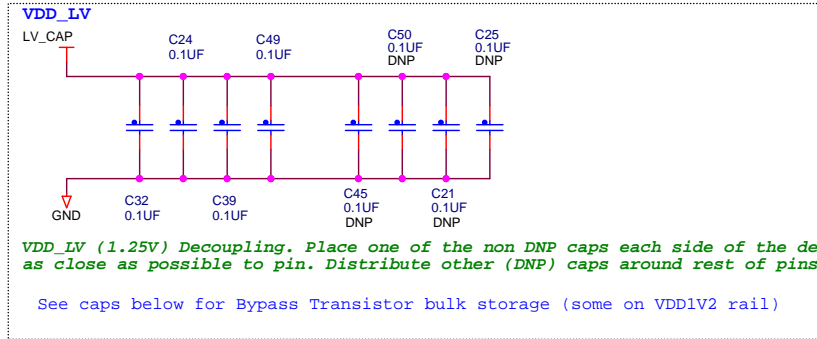 VDD_LV
LV_CAP
C24
0.1UF
C49
0.1UF
C50
0.1UF
DNP
C25
0.1UF
DNP
C32
0.1UF
C39
0.1UF
C45
0.1UF
DNP
C21
0.1UF
DNP
GND
VDD_LV (1.25V) Decoupling. Place one of the non DNP caps each side of the de
as close as possible to pin. Distribute other (DNP) caps around rest of pins
See caps below for Bypass Transistor bulk storage (some on VDD1V2 rail)